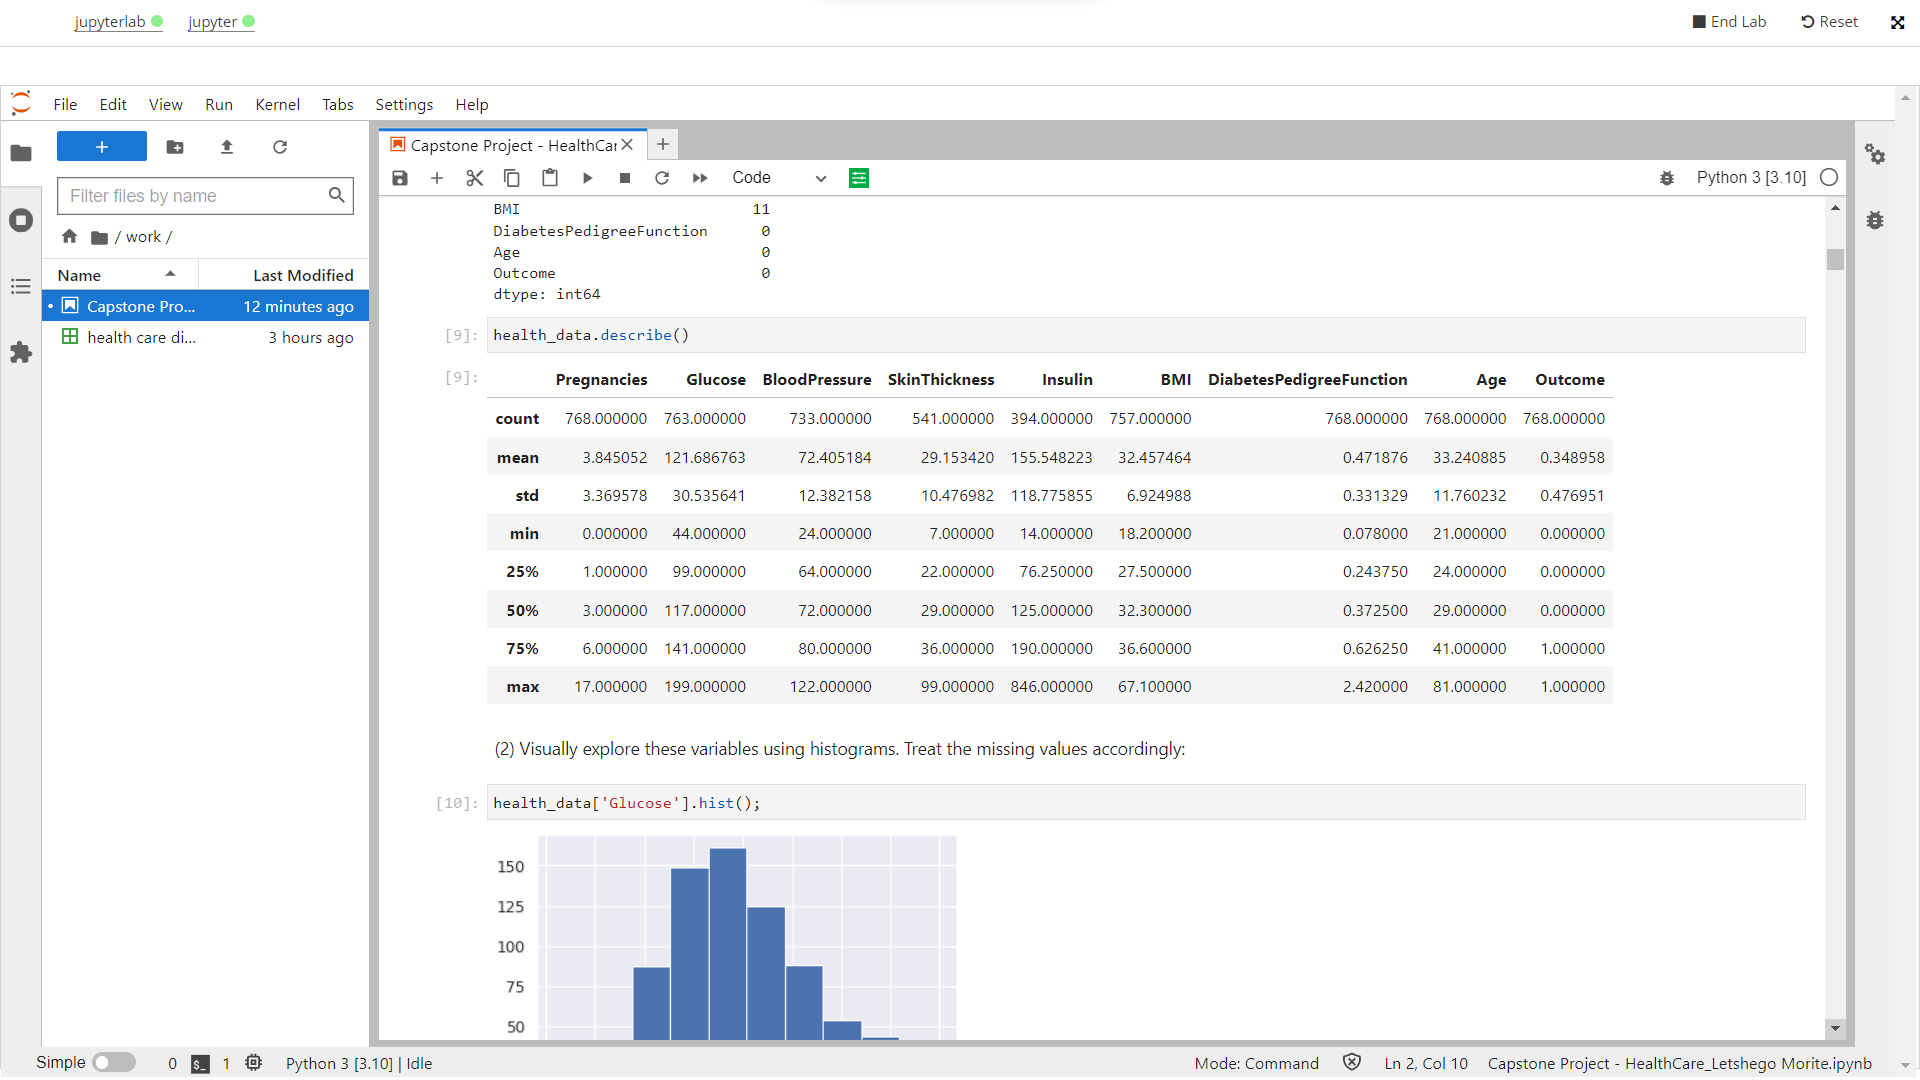 jupyterlab jupyter End Lab Reset
File Edit View Run Kernel Tabs Settings Help
Capstone Project - HealthCar
Filter files by name
Code Python 3 [3.10]
/ work /
Name Last Modified
Capstone Pro... 12 minutes ago
health care di... 3 hours ago
BMI 11
DiabetesPedigreeFunction 0
Age 0
Outcome 0
dtype: int64
[9]: health_data.describe()
[9]: Pregnancies Glucose BloodPressure SkinThickness Insulin BMI DiabetesPedigreeFunction Age Outcome
count 768.000000 763.000000 733.000000 541.000000 394.000000 757.000000 768.000000 768.000000 768.000000
mean 3.845052 121.686763 72.405184 29.153420 155.548223 32.457464 0.471876 33.240885 0.348958
std 3.369578 30.535641 12.382158 10.476982 118.775855 6.924988 0.331329 11.760232 0.476951
min 0.000000 44.000000 24.000000 7.000000 14.000000 18.200000 0.078000 21.000000 0.000000
25% 1.000000 99.000000 64.000000 22.000000 76.250000 27.500000 0.243750 24.000000 0.000000
50% 3.000000 117.000000 72.000000 29.000000 125.000000 32.300000 0.372500 29.000000 0.000000
75% 6.000000 141.000000 80.000000 36.000000 190.000000 36.600000 0.626250 41.000000 1.000000
max 17.000000 199.000000 122.000000 99.000000 846.000000 67.100000 2.420000 81.000000 1.000000
(2) Visually explore these variables using histograms. Treat the missing values accordingly:
[10]: health_data['Glucose'].hist();
150
125
100
75
50
Simple 0 $_ 1 Python 3 [3.10] | Idle Mode: Command Ln 2, Col 10 Capstone Project - HealthCare_Letshego Morite.ipynb